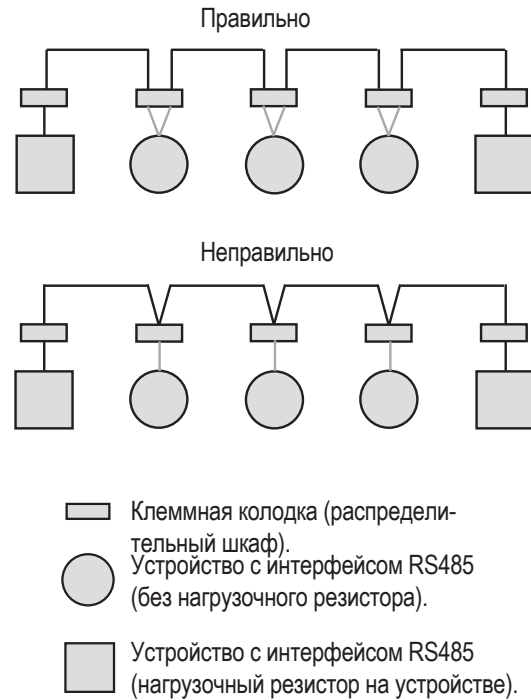 Правильно
Неправильно
Клеммная колодка (распредели-
тельный шкаф).
Устройство с интерфейсом RS485
(без нагрузочного резистора).
Устройство с интерфейсом RS485
(нагрузочный резистор на устройстве).